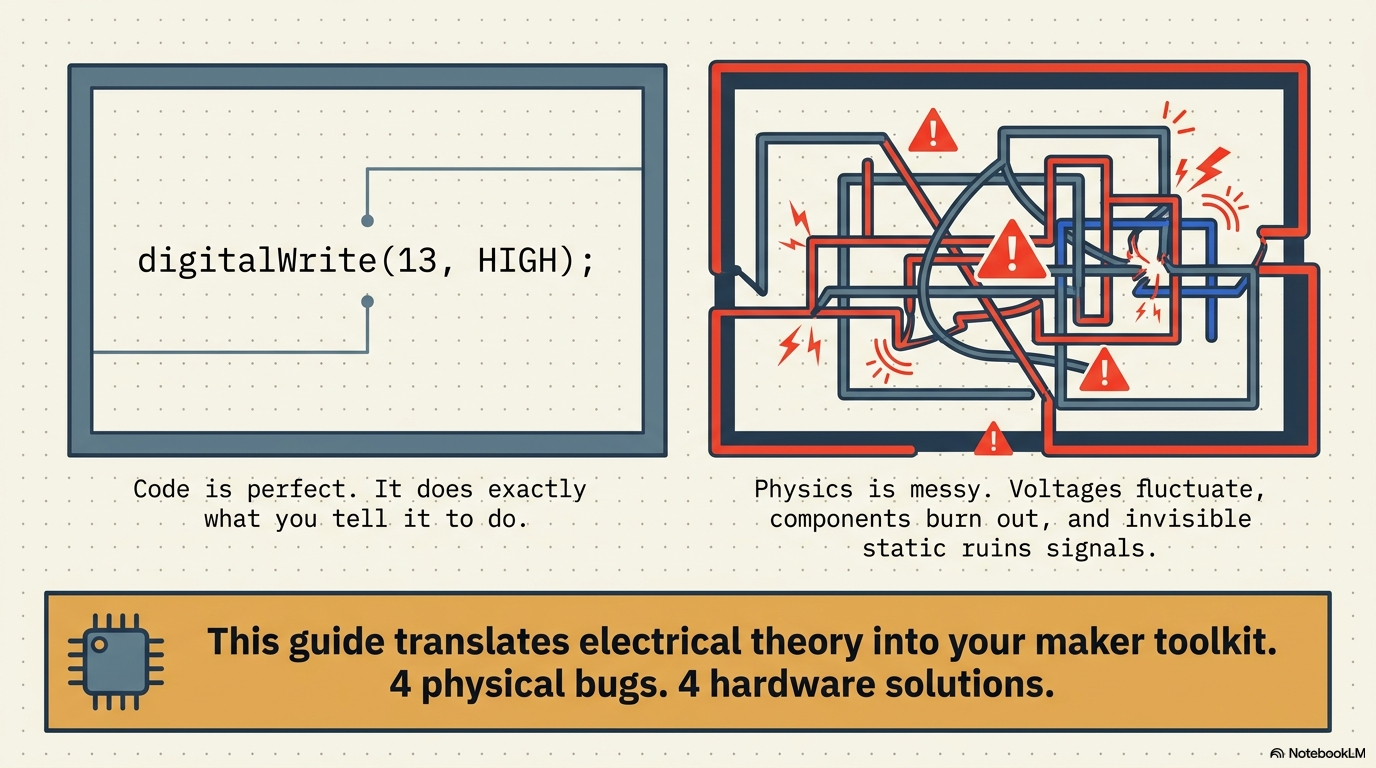 digitalWrite(13, HIGH);
Code is perfect. It does exactly
what you tell it to do.
!
!
!
!
Physics is messy. Voltages fluctuate,
components burn out, and invisible
static ruins signals.
This guide translates electrical theory into your maker toolkit.
4 physical bugs. 4 hardware solutions.
NotebookLM